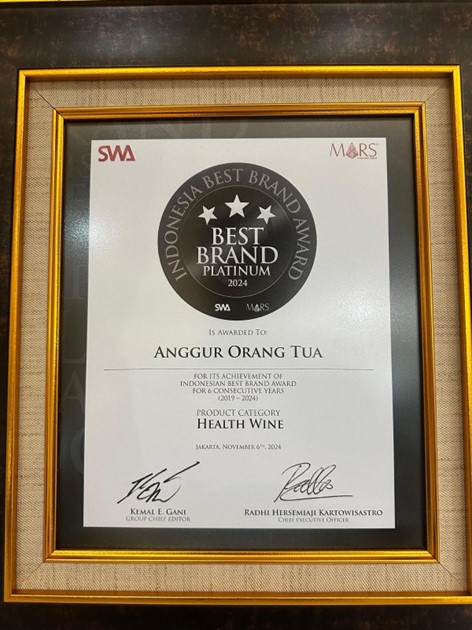 SWA
MARS
INDONESIA BEST BRAND AWARD
BEST
BRAND
PLATINUM
2024
SWA MARS
IS AWARDED TO:
ANGGUR ORANG TUA
FOR ITS ACHIEVEMENT OF
INDONESIAN BEST BRAND AWARD
FOR 6 CONSECUTIVE YEARS
(2019 – 2024)
PRODUCT CATEGORY
HEALTH WINE
JAKARTA, NOVEMBER 6TH, 2024
KEMAL E. GANI
GROUP CHIEF EDITOR
RADHI HERSEMIAJI KARTOWISASTRO
CHIEF EXECUTIVE OFFICER